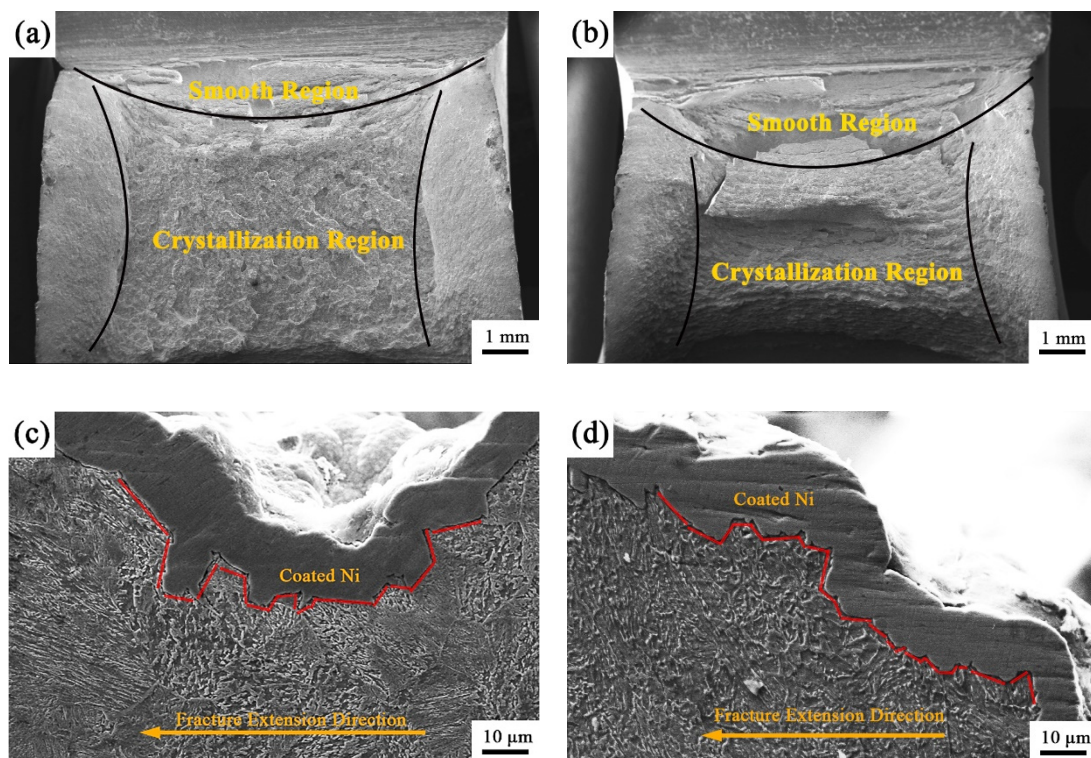 (a)
Smooth Region
Crystallization Region
1 mm
(b)
Smooth Region
Crystallization Region
1 mm
(c)
Coated Ni
Fracture Extension Direction
10 μm
(d)
Coated Ni
Fracture Extension Direction
10 μm